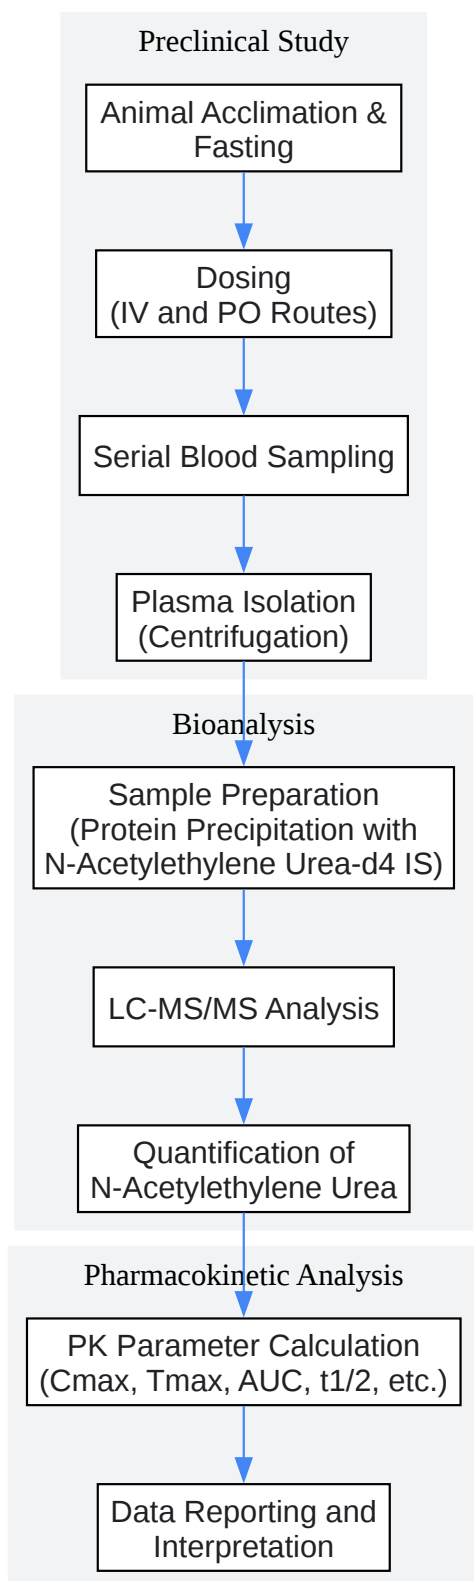 Preclinical Study
Animal Acclimation &
Fasting
Dosing
(IV and PO Routes)
Serial Blood Sampling
Plasma Isolation
(Centrifugation)
Bioanalysis
Sample Preparation
(Protein Precipitation with
N-Acetylethylene Urea-d4 IS)
LC-MS/MS Analysis
Quantification of
N-Acetylethylene Urea
Pharmacokinetic Analysis
PK Parameter Calculation
(Cmax, Tmax, AUC, t1/2, etc.)
Data Reporting and
Interpretation